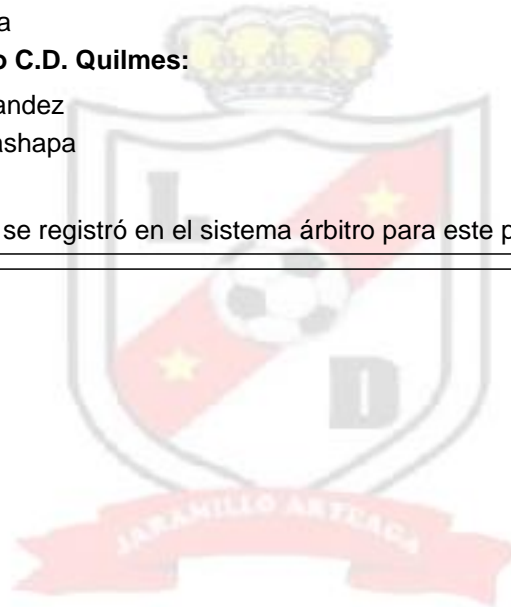 a
o C.D. Quilmes:
andez
ashapa
L
se registró en el sistema árbitro para este p
D
JARAMILLO ARTEAGA